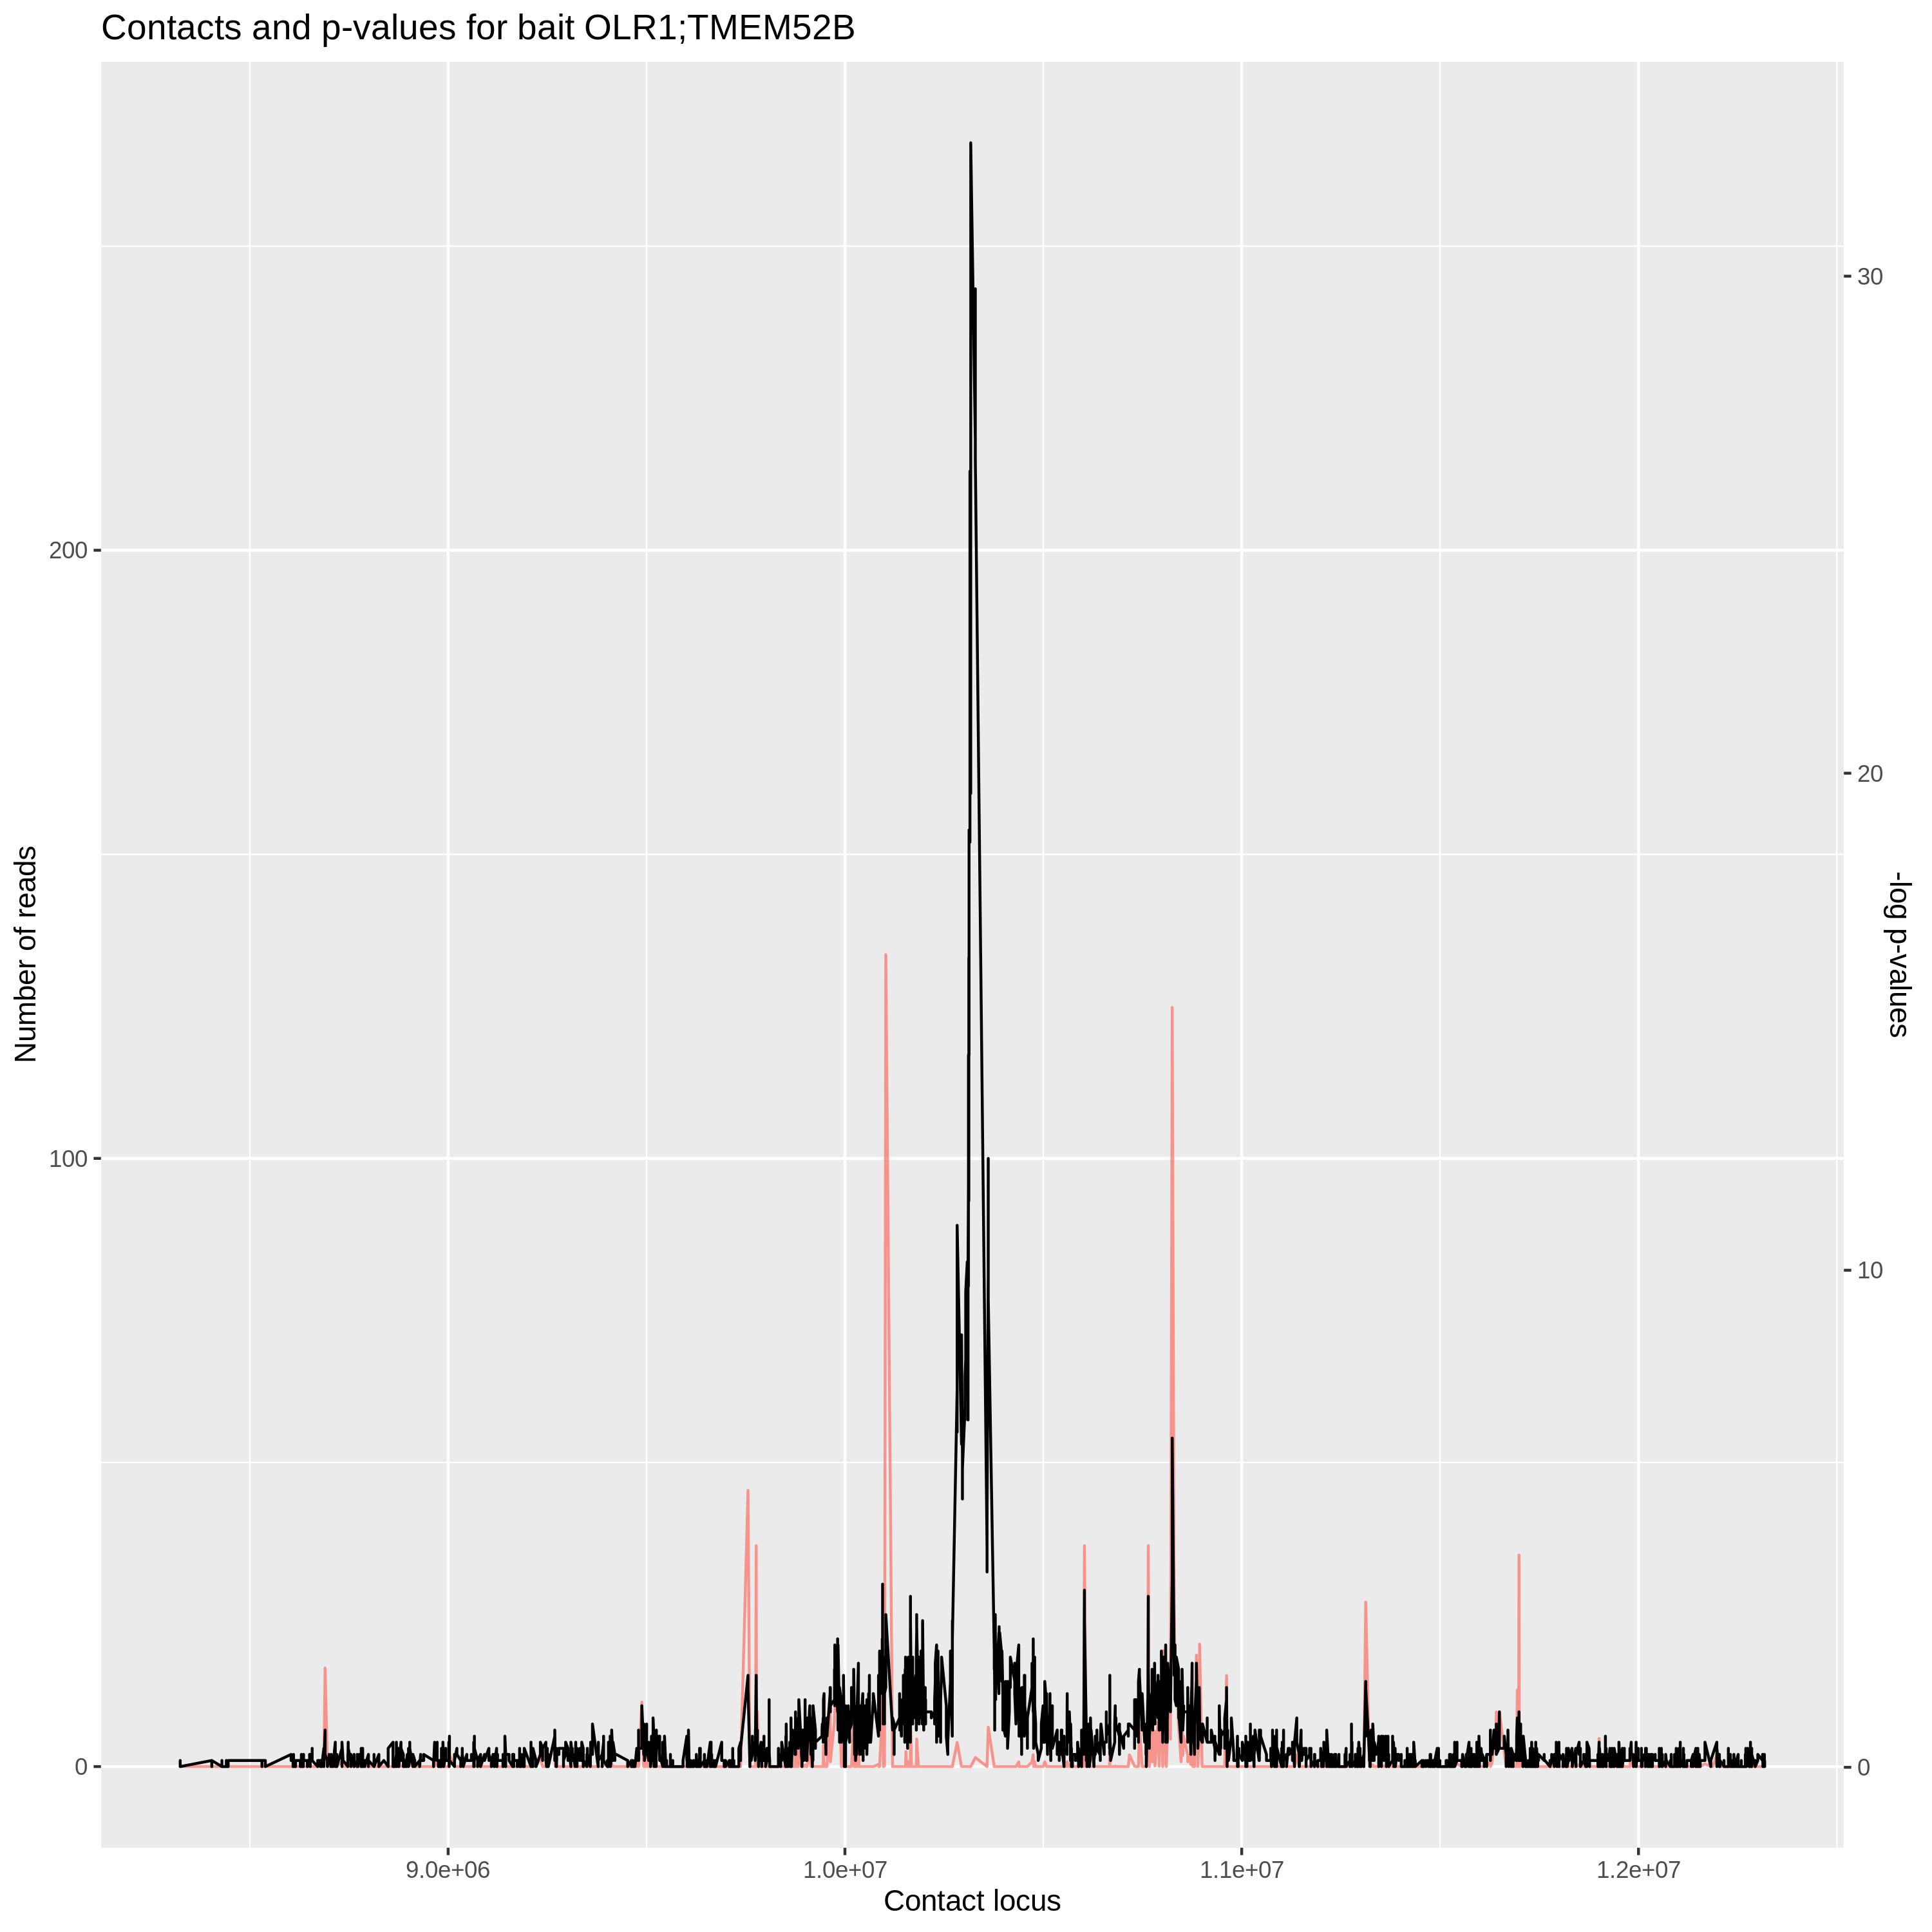 Contacts and p-values for bait OLR1;TMEM52B
Number of reads
200
100
0
30
20
10
0
-log p-values
9.0e+06
1.0e+07
1.1e+07
1.2e+07
Contact locus